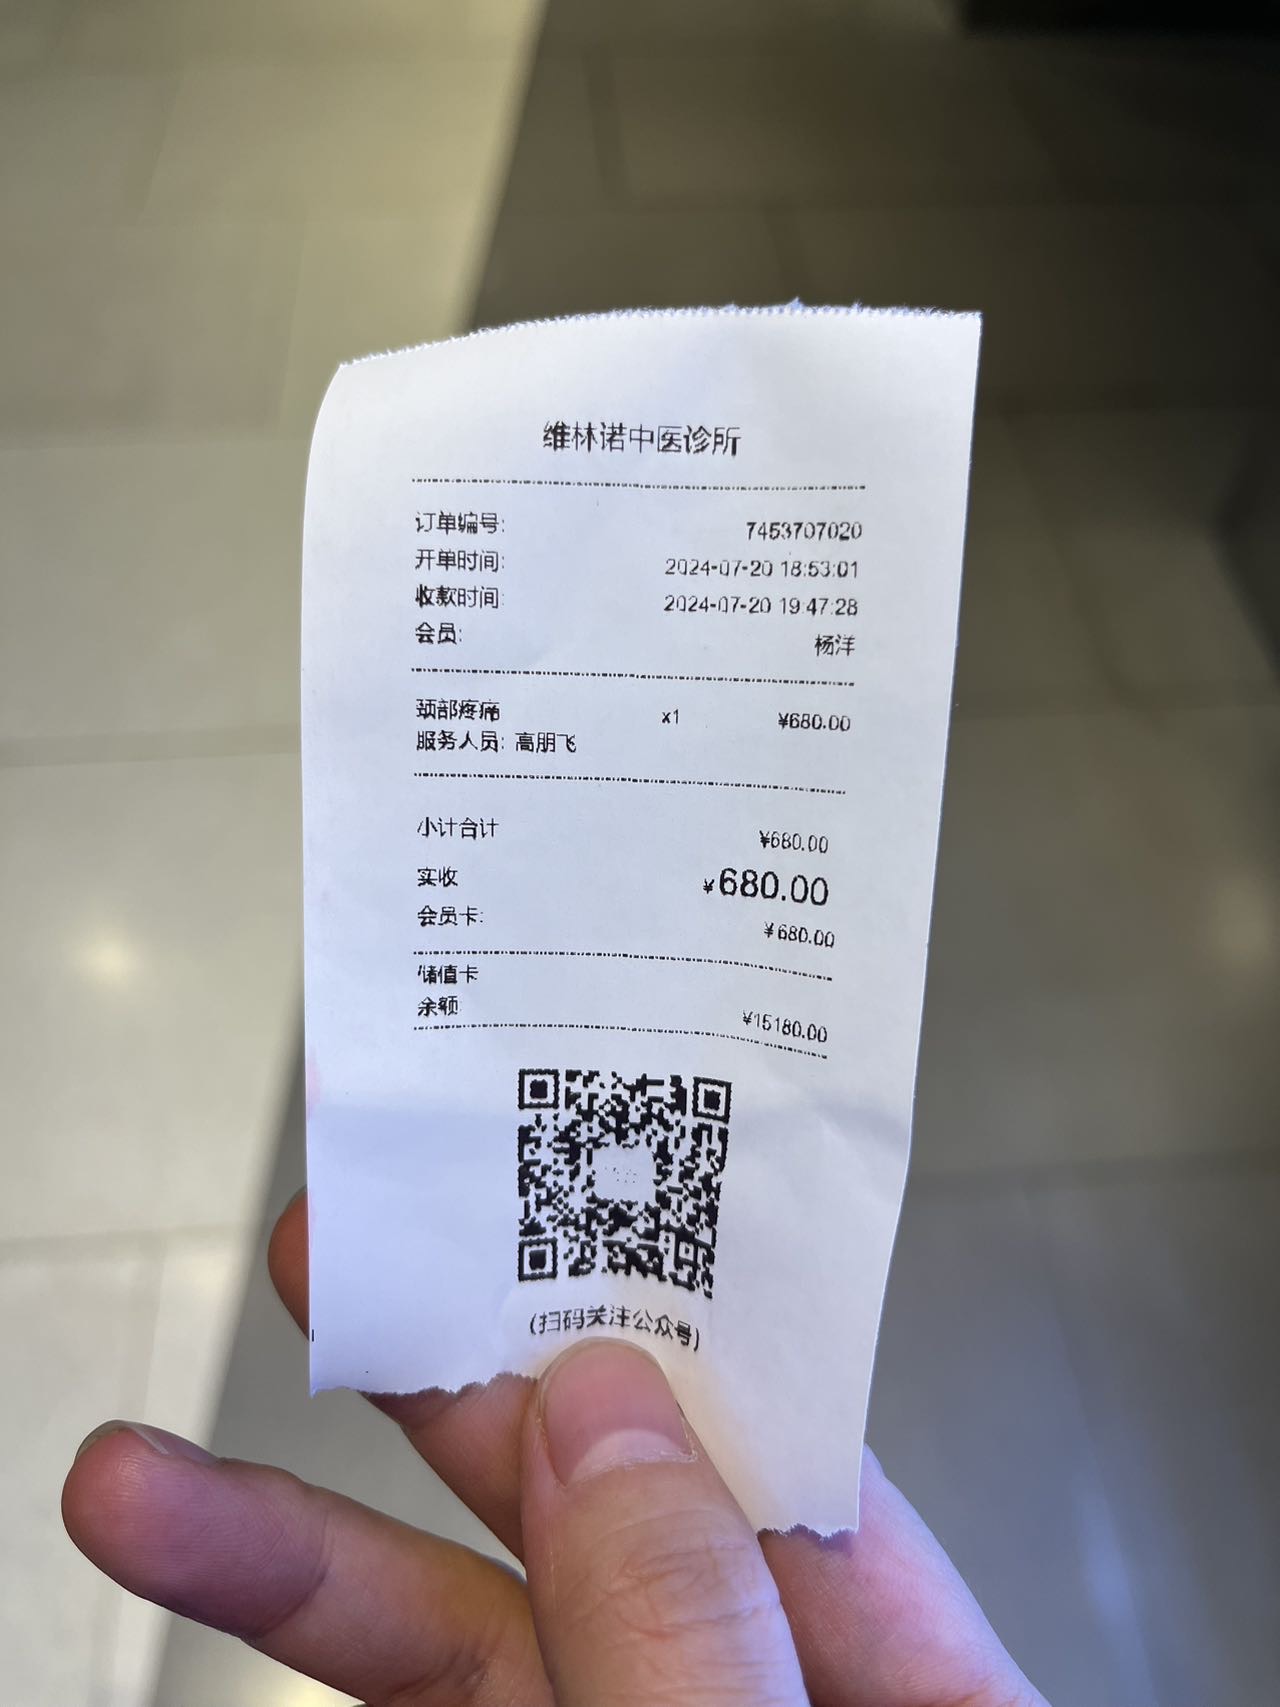 维林诺中医诊所
订单编号: 7453707020
开单时间: 2024-07-20 18:53:01
收款时间: 2024-07-20 19:47:28
会员: 杨洋
颈部疼痛 x1 ¥680.00
服务人员: 高朋飞
小计合计 ¥680.00
实收 ¥680.00
会员卡: ¥680.00
储值卡
余额 ¥15180.00
(扫码关注公众号)